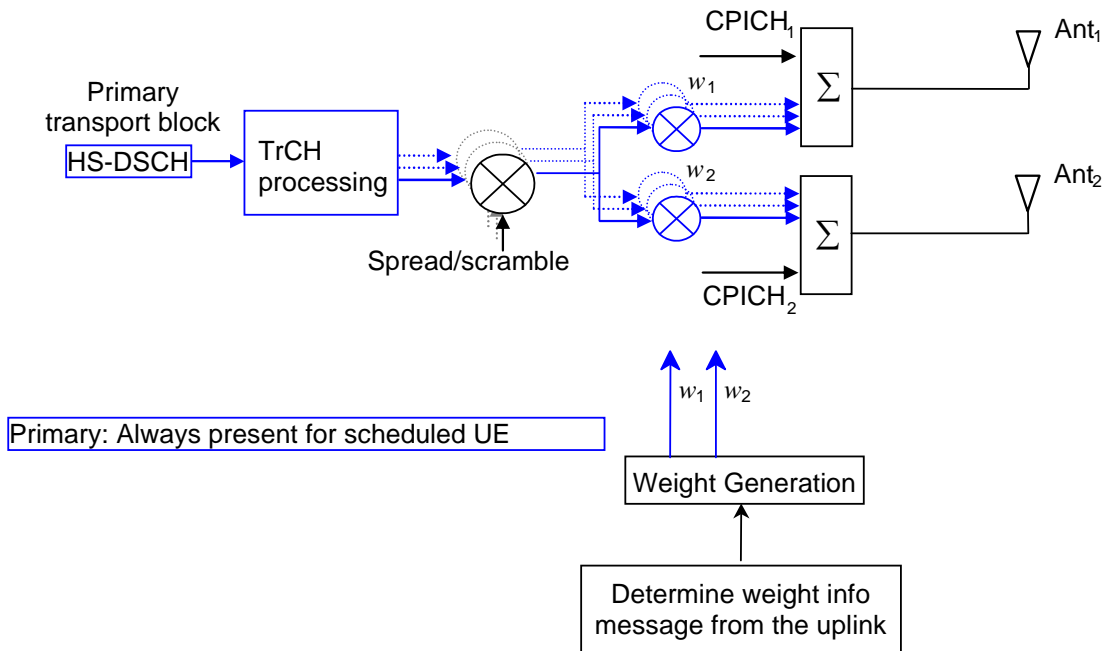 CPICH1
Ant1
w1
Σ
Primary
transport block
HS-DSCH
TrCH
processing
w2
Ant2
Σ
Spread/scramble
CPICH2
w1
w2
Primary: Always present for scheduled UE
Weight Generation
Determine weight info
message from the uplink